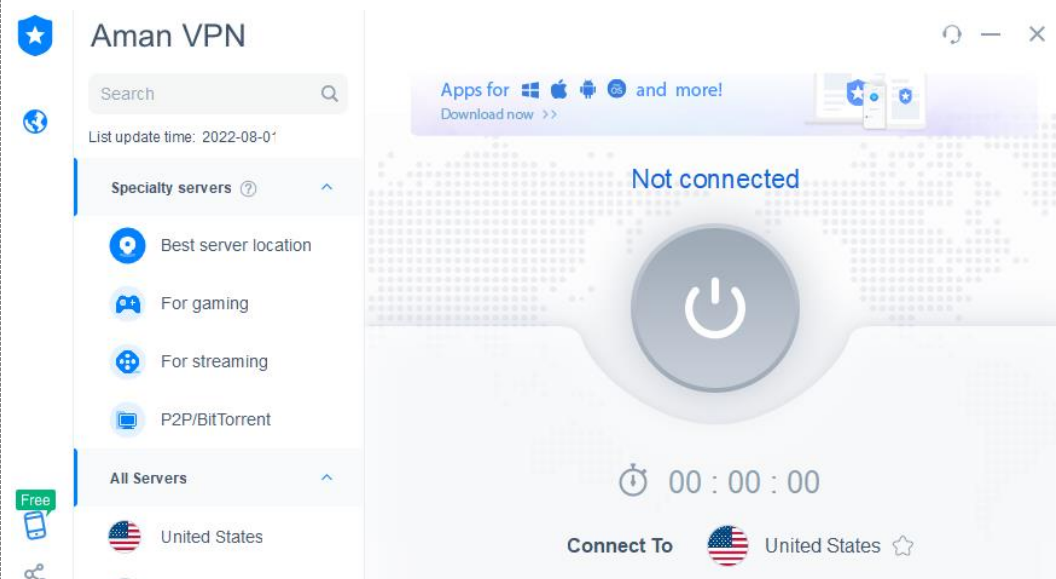 Aman VPN
Search
List update time: 2022-08-01
Specialty servers ?
Best server location
For gaming
For streaming
P2P/BitTorrent
All Servers
United States
Free
Apps for and more!
Download now >>
Not connected
00 : 00 : 00
Connect To United States